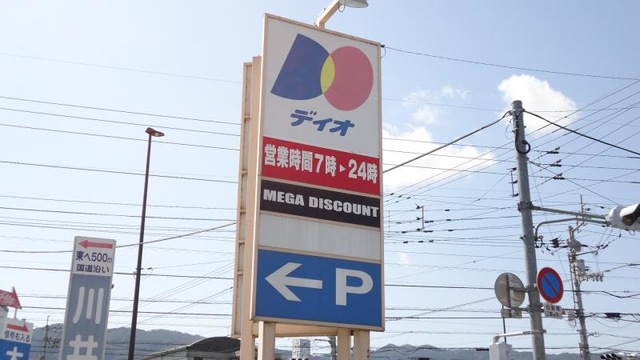 ディオ
営業時間7時▶24時
MEGA DISCOUNT
←P
東へ500m
国道沿い
川井